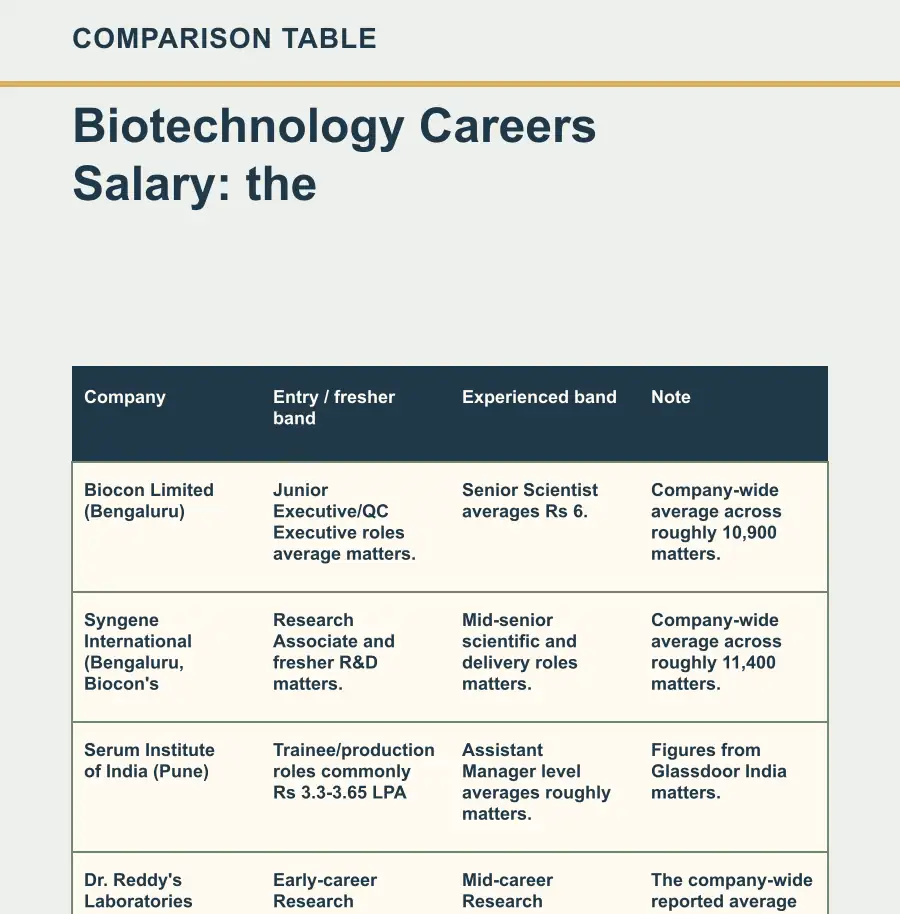 COMPARISON TABLE
Biotechnology Careers
Salary: the
Company
Entry / fresher
band
Experienced band
Note
Biocon Limited
(Bengaluru)
Junior
Executive/QC
Executive roles
average matters.
Senior Scientist
averages Rs 6.
Company-wide
average across
roughly 10,900
matters.
Syngene
International
(Bengaluru,
Biocon's
Research
Associate and
fresher R&D
matters.
Mid-senior
scientific and
delivery roles
matters.
Company-wide
average across
roughly 11,400
matters.
Serum Institute
of India (Pune)
Trainee/production
roles commonly
Rs 3.3-3.65 LPA
Assistant
Manager level
averages roughly
matters.
Figures from
Glassdoor India
matters.
Dr. Reddy's
Laboratories
Early-career
Research
Mid-career
Research
The company-wide
reported average